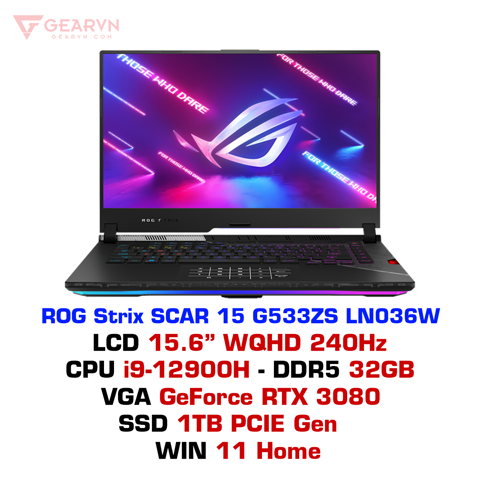 GEARVN
GEARVN.COM
FOR THOSE WHO DARE
THOSE WHO DARE
FOR THOSE WHO DARE
ROG Strix SCAR 15 G533ZS LN036W
LCD 15.6” WQHD 240Hz
CPU i9-12900H - DDR5 32GB
VGA GeForce RTX 3080
SSD 1TB PCIE Gen
WIN 11 Home